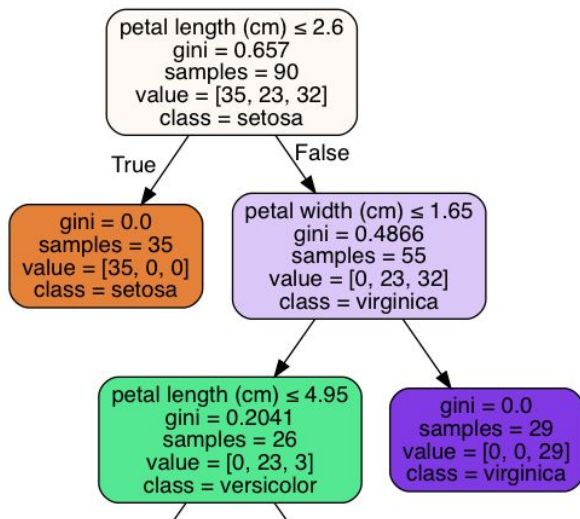 petal length (cm) ≤ 2.6
gini = 0.657
samples = 90
value = [35, 23, 32]
class = setosa
True
False
gini = 0.0
samples = 35
value = [35, 0, 0]
class = setosa
petal width (cm) ≤ 1.65
gini = 0.4866
samples = 55
value = [0, 23, 32]
class = virginica
petal length (cm) ≤ 4.95
gini = 0.2041
samples = 26
value = [0, 23, 3]
class = versicolor
gini = 0.0
samples = 29
value = [0, 0, 29]
class = virginica